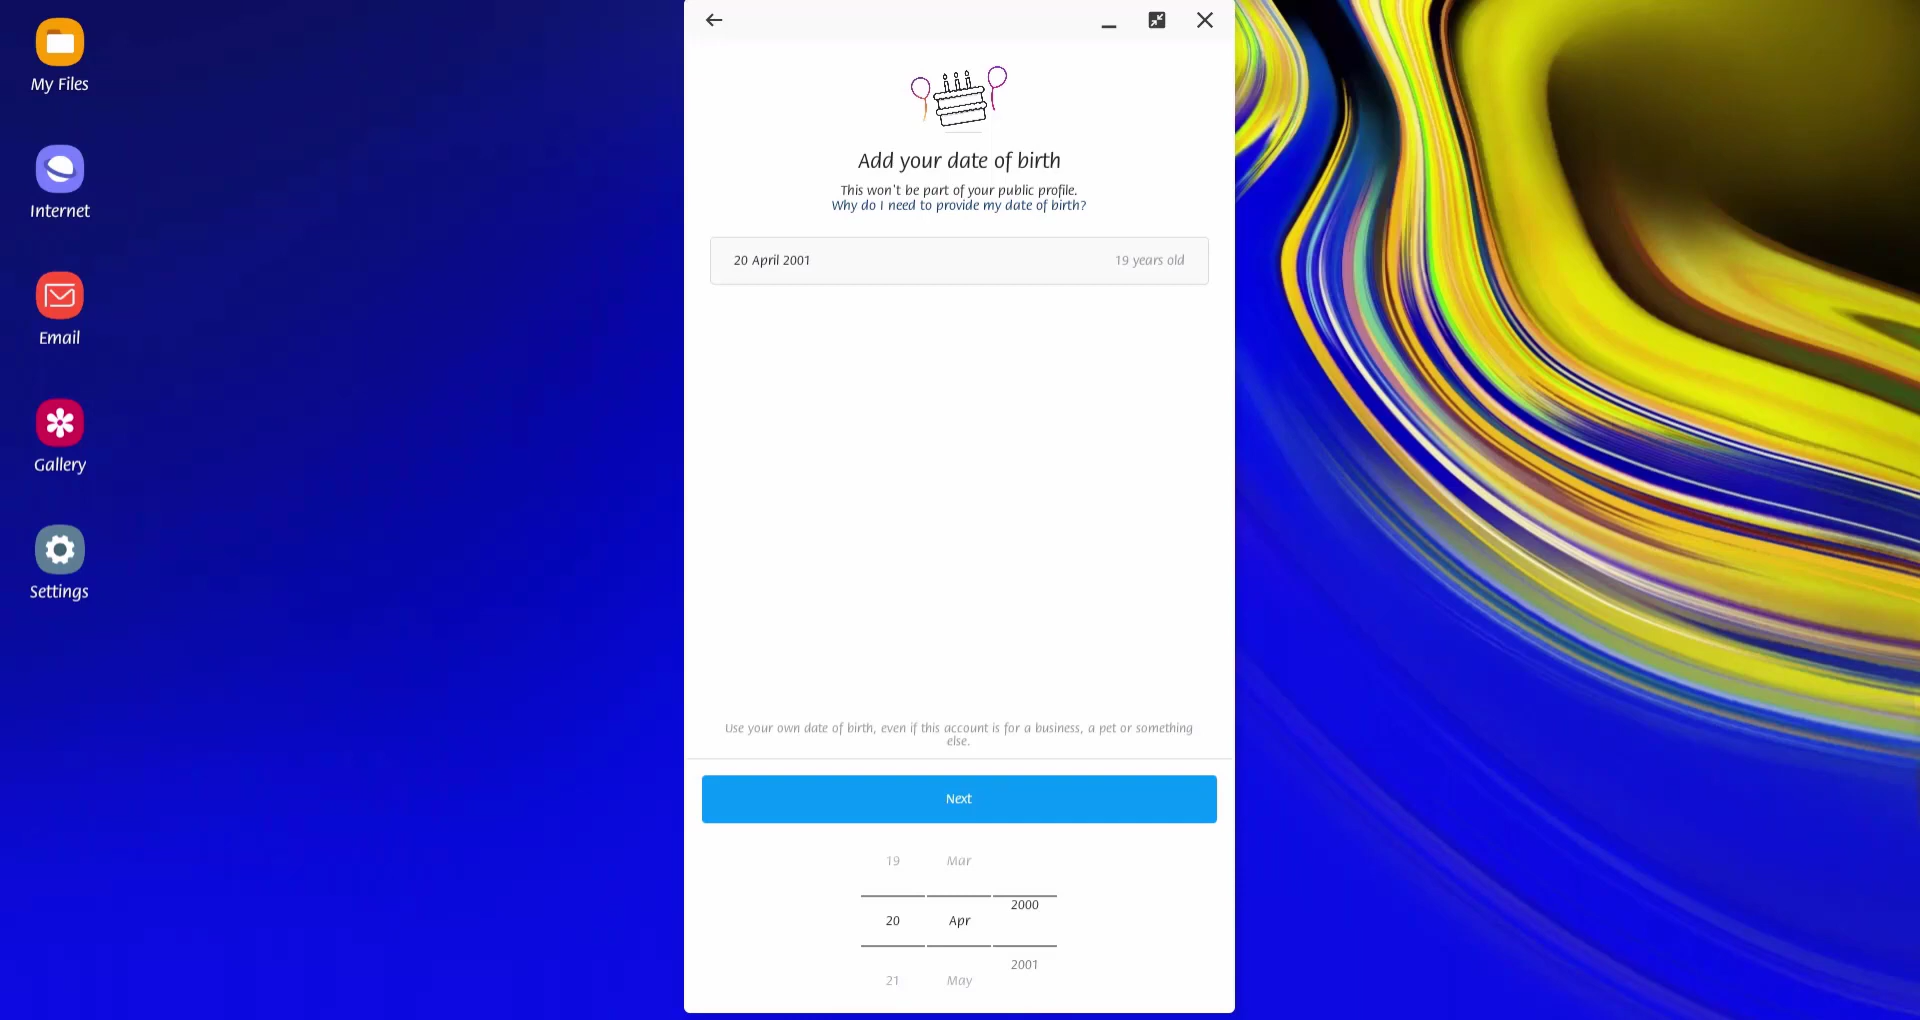 My Files
Internet
Email
Gallery
Settings
Add your date of birth
This won't be part of your public profile.
Why do I need to provide my date of birth?
20 April 2001 19 years old
Use your own date of birth, even if this account is for a business, a pet or something
else.
Next
19 Mar
2000
20 Apr
2001
21 May